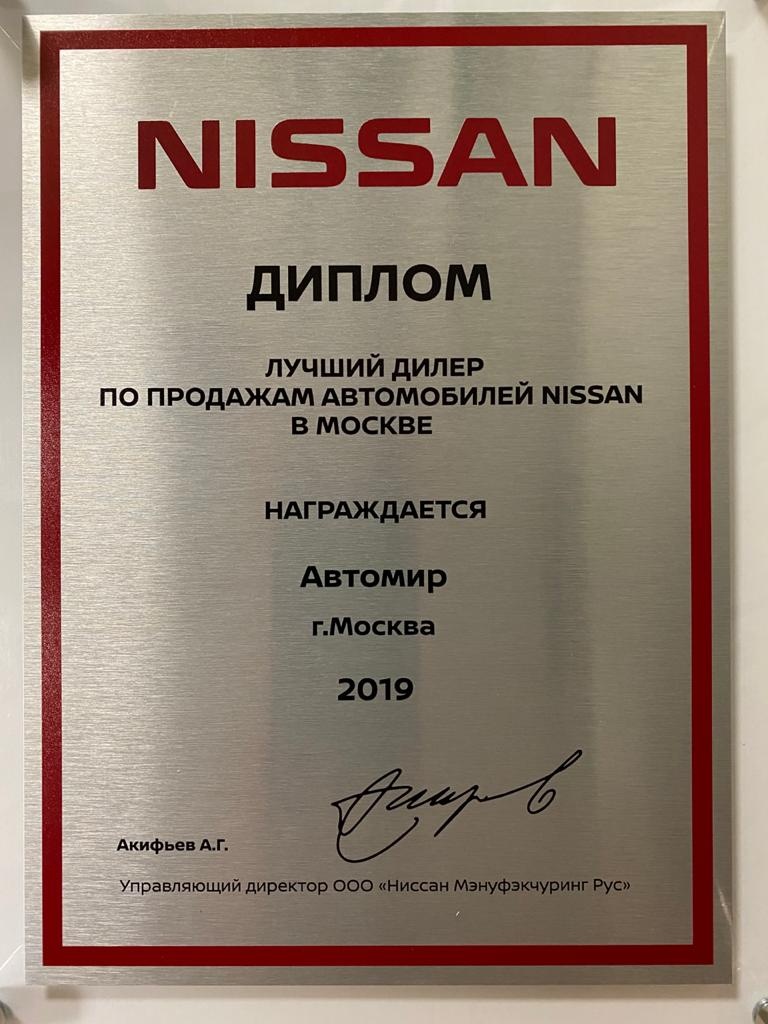 NISSAN
ДИПЛОМ
ЛУЧШИЙ ДИЛЕР
ПО ПРОДАЖАМ АВТОМОБИЛЕЙ NISSAN
В МОСКВЕ
НАГРАЖДАЕТСЯ
Автомир
г.Москва
2019
Акифьев А.Г.
Управляющий директор ООО «Ниссан Мэнуфэкчуринг Рус»